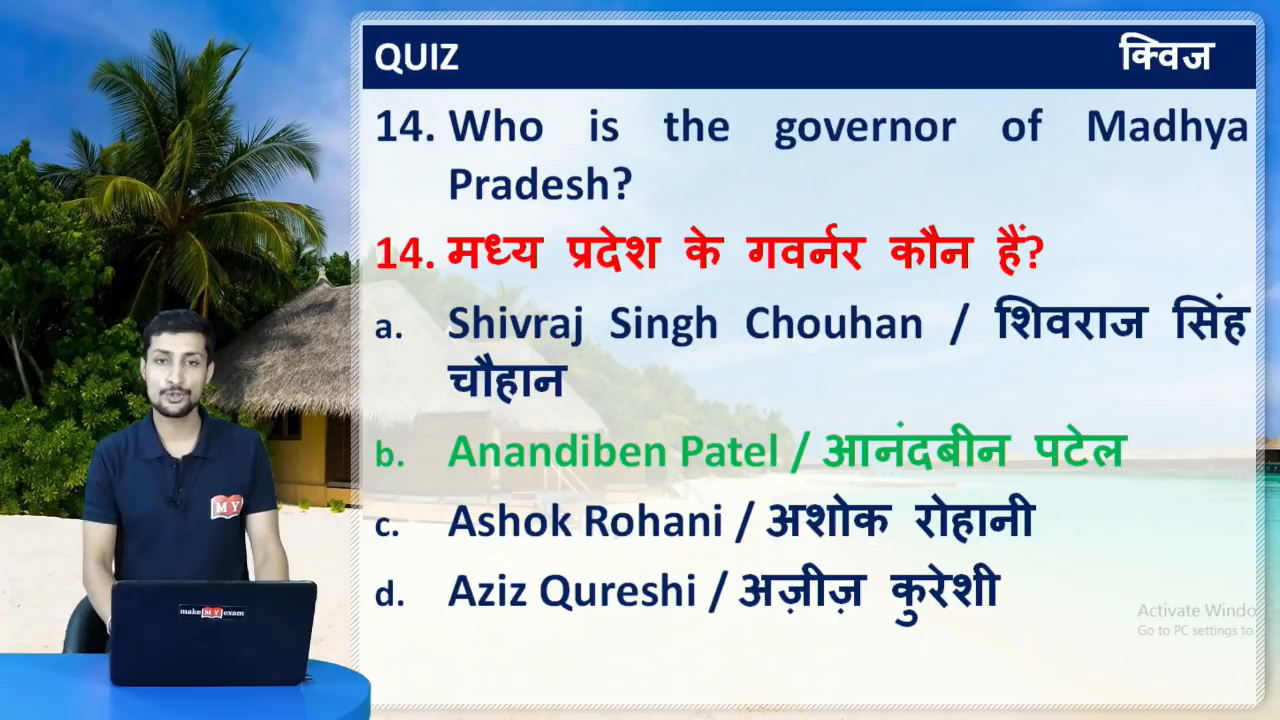 QUIZ क्विज
14. Who is the governor of Madhya
Pradesh?
14. मध्य प्रदेश के गवर्नर कौन हैं?
a. Shivraj Singh Chouhan / शिवराज सिंह
चौहान
b. Anandiben Patel / आनंदबीन पटेल
c. Ashok Rohani / अशोक रोहानी
d. Aziz Qureshi / अज़ीज़ कुरेशी
Activate Windo
Go to PC settings to
MY
make MY exam